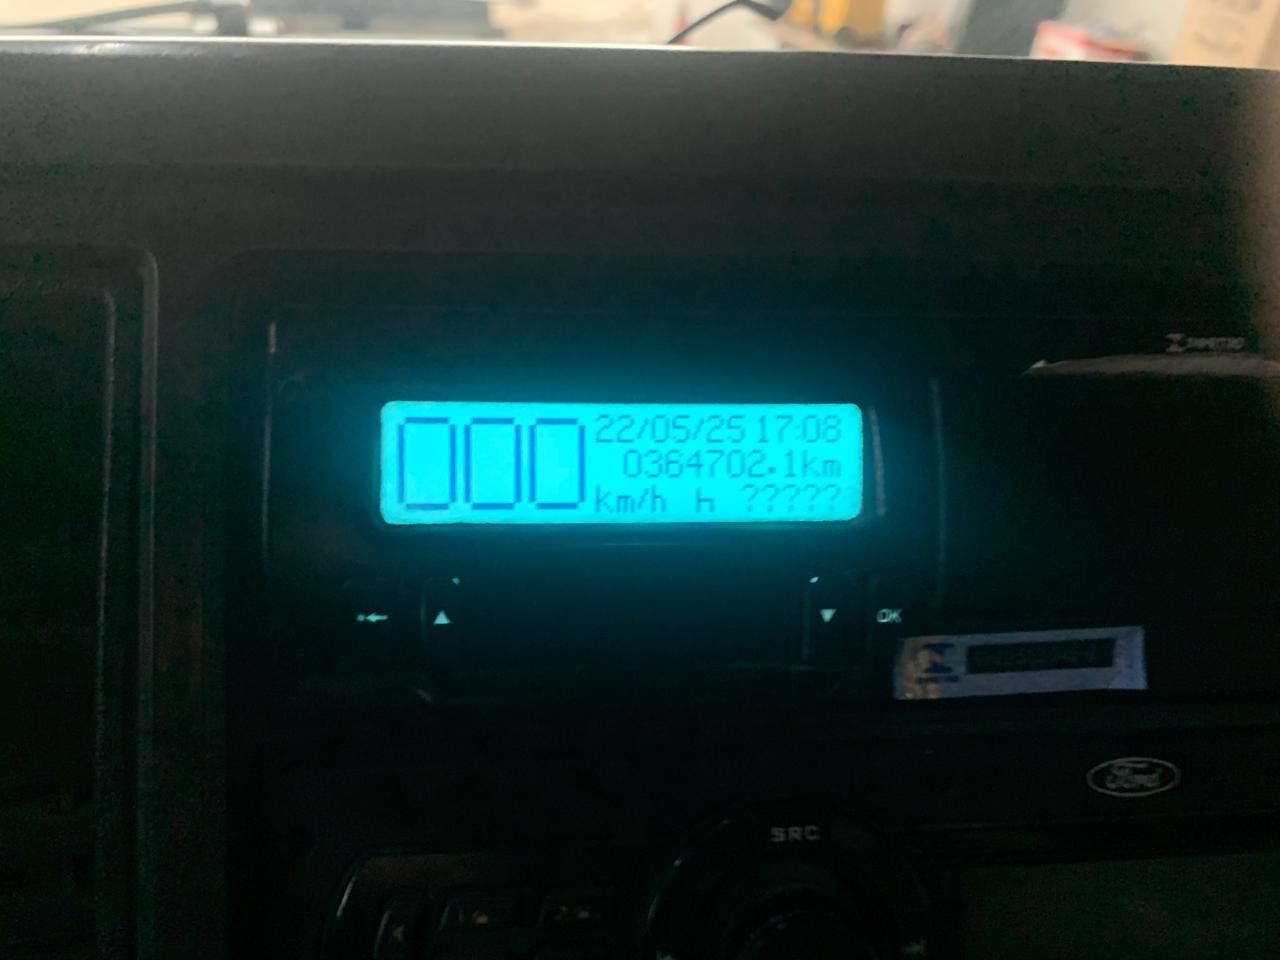 000
22/05/25 17:08
0364702.1km
km/h ?????
OK
Ford
SRC